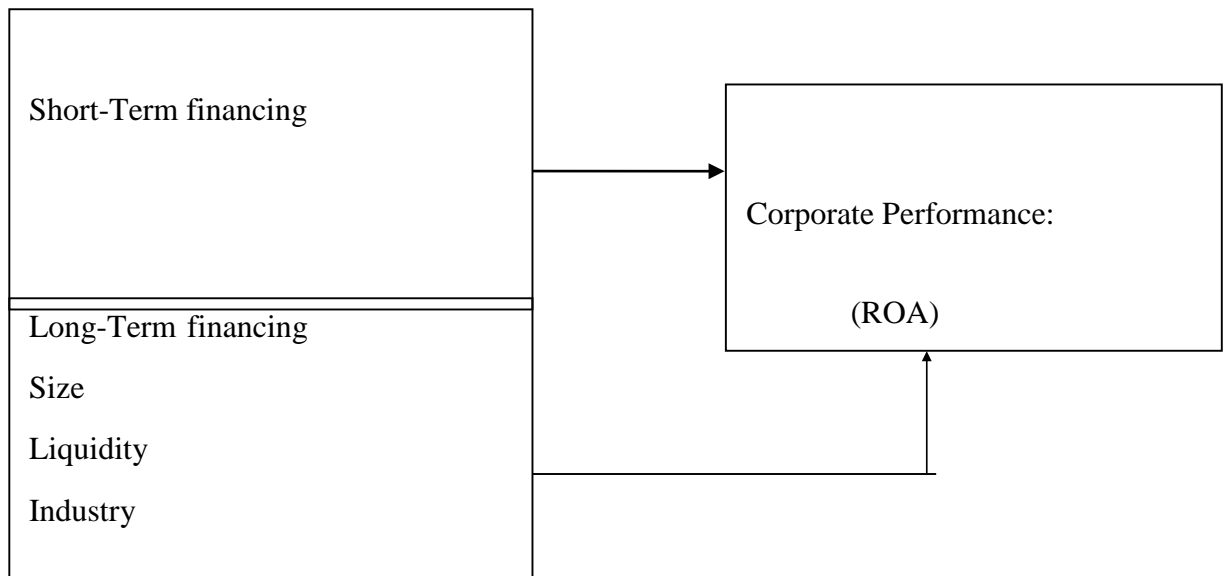 Short-Term financing
Corporate Performance:
(ROA)
Long-Term financing
Size
Liquidity
Industry